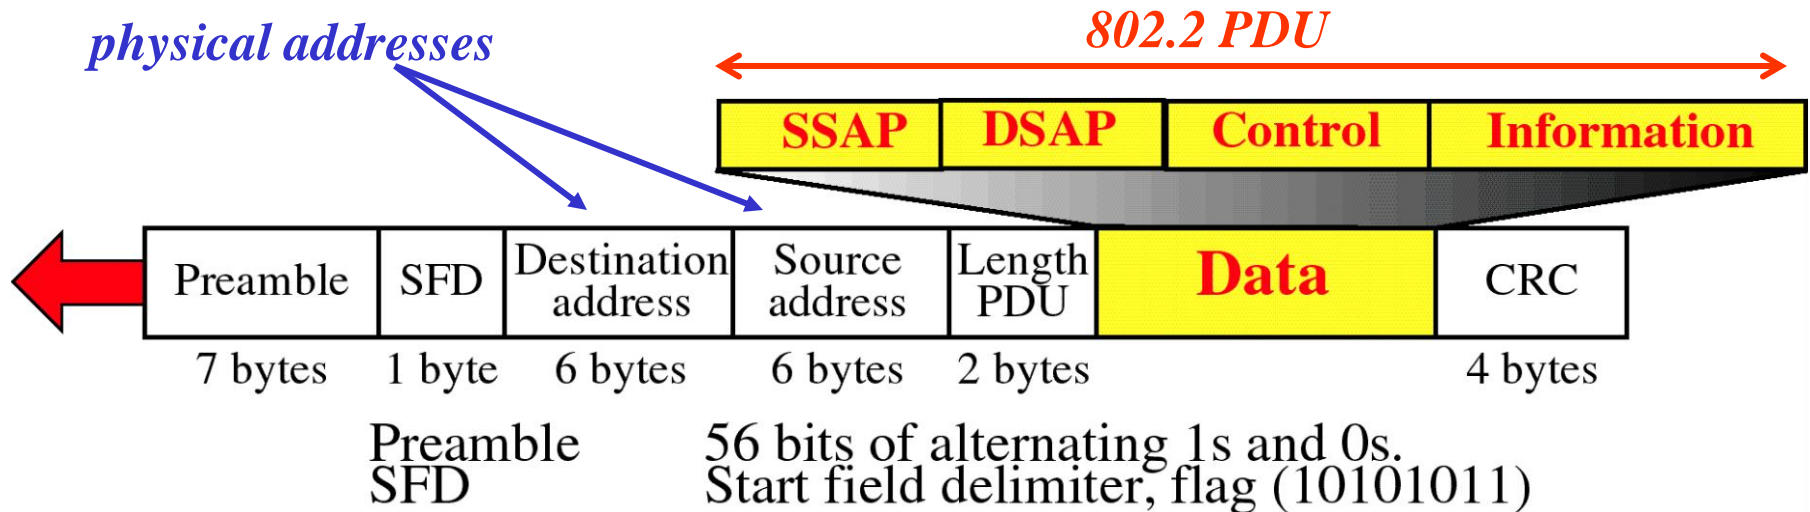 physical addresses
802.2 PDU
SSAP DSAP Control Information
Preamble SFD Destination address Source address Length PDU Data CRC
7 bytes 1 byte 6 bytes 6 bytes 2 bytes 4 bytes
Preamble 56 bits of alternating 1s and 0s.
SFD Start field delimiter, flag (10101011)